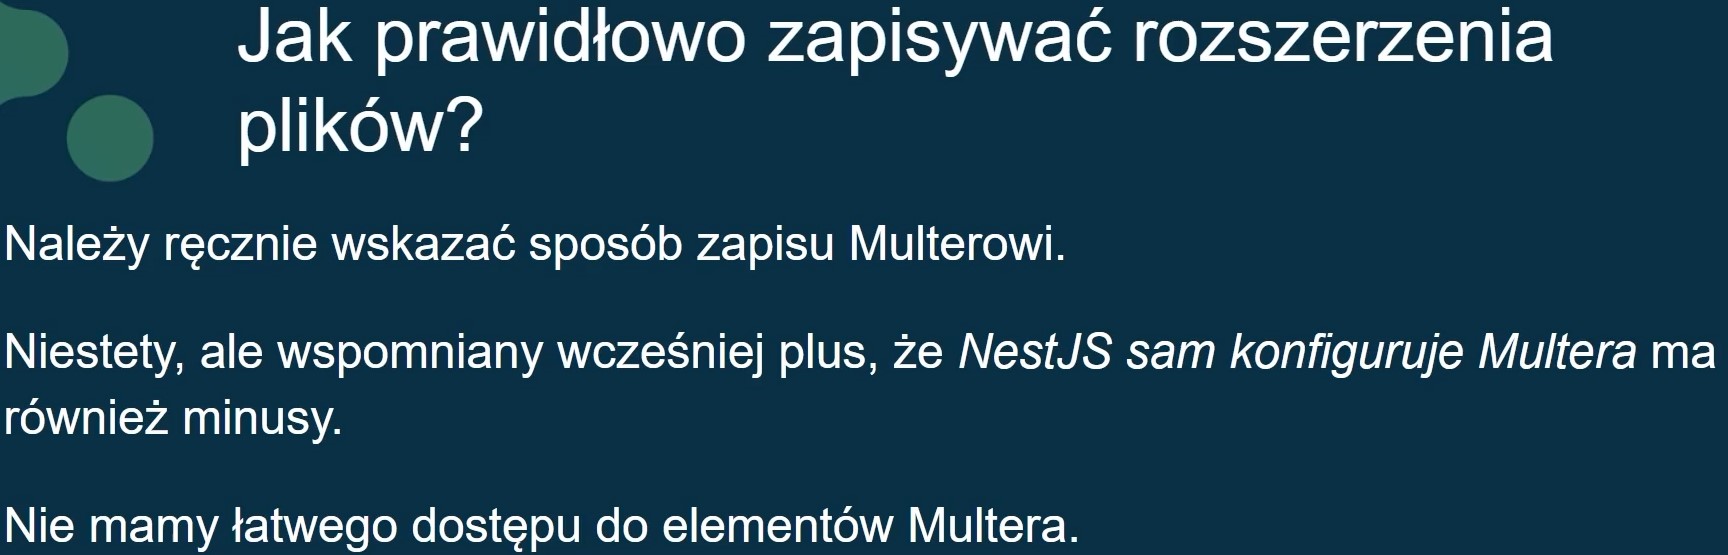 Jak prawidłowo zapisywać rozszerzenia
plików?
Należy ręcznie wskazać sposób zapisu Multerowi.
Niestety, ale wspomniany wcześniej plus, że NestJS sam konfiguruje Multera ma
również minusy.
Nie mamy łatwego dostępu do elementów Multera.